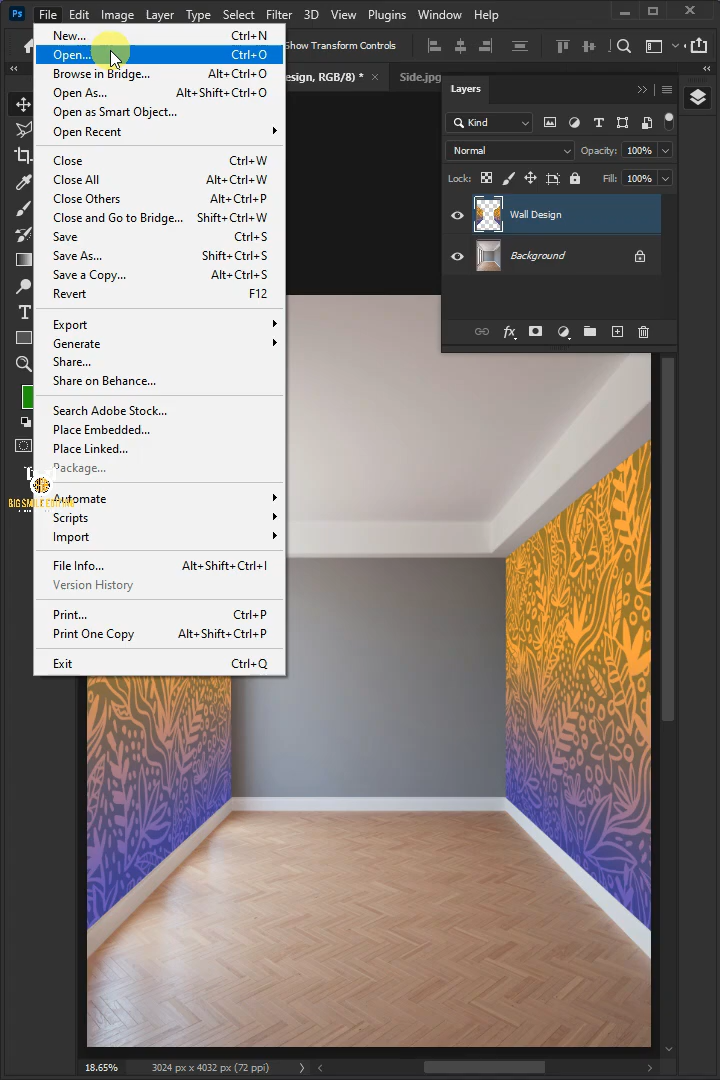 Ps File Edit Image Layer Type Select Filter 3D View Plugins Window Help
Show Transform Controls
esign, RGB/8) * × Side.jpg
New... Ctrl+N
Open... Ctrl+O
Browse in Bridge... Alt+Ctrl+O
Open As... Alt+Shift+Ctrl+O
Open as Smart Object...
Open Recent
Close Ctrl+W
Close All Alt+Ctrl+W
Close Others Alt+Ctrl+P
Close and Go to Bridge... Shift+Ctrl+W
Save Ctrl+S
Save As... Shift+Ctrl+S
Save a Copy... Alt+Ctrl+S
Revert F12
Export
Generate
Share...
Share on Behance...
Search Adobe Stock...
Place Embedded...
Place Linked...
Package...
Automate
Scripts
Import
File Info... Alt+Shift+Ctrl+I
Version History
Print... Ctrl+P
Print One Copy Alt+Shift+Ctrl+P
Exit Ctrl+Q
BIG SMILE EDITING
Layers
Kind
Normal Opacity: 100%
Lock: Fill: 100%
Wall Design
Background
fx
18.65% 3024 px x 4032 px (72 ppi)